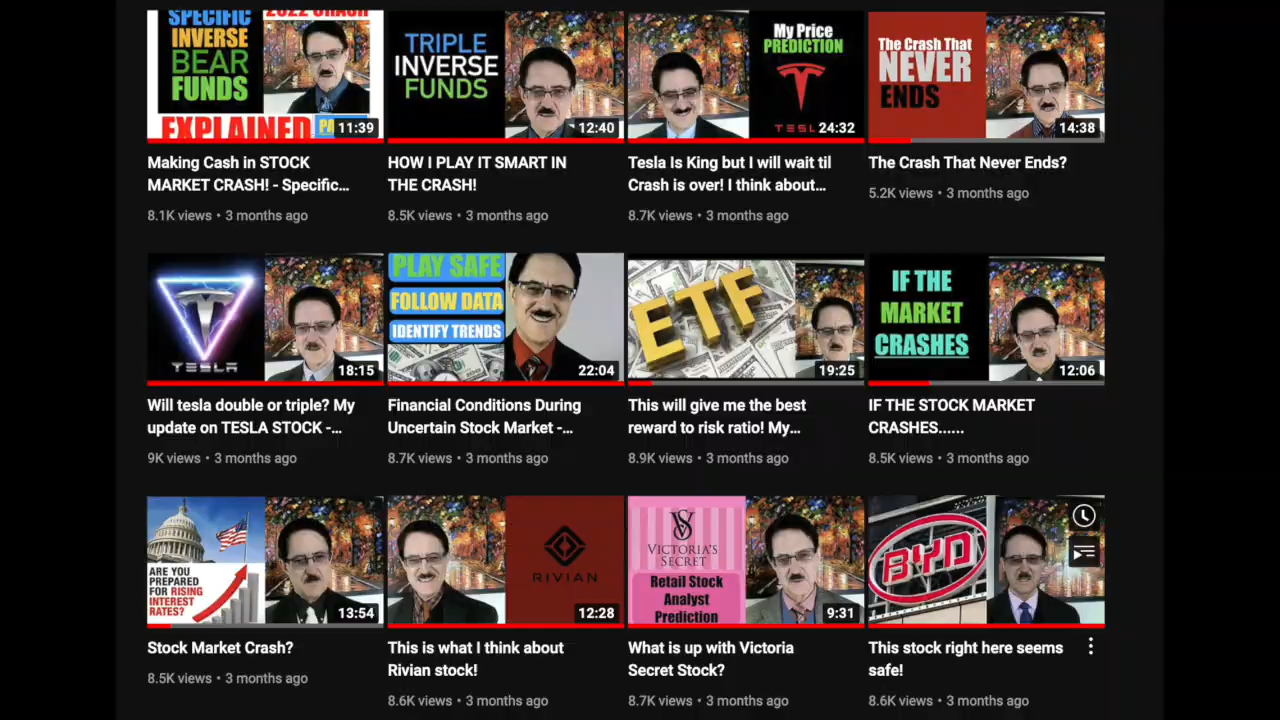 SPECIFIC
INVERSE
BEAR
FUNDS
2022 CRASH
EXPLAINED
11:39
TRIPLE
INVERSE
FUNDS
12:40
My Price
PREDICTION
TESL
24:32
The Crash That
NEVER
ENDS
14:38
Making Cash in STOCK
MARKET CRASH! - Specific...
8.1K views • 3 months ago
HOW I PLAY IT SMART IN
THE CRASH!
8.5K views • 3 months ago
Tesla Is King but I will wait til
Crash is over! I think about...
8.7K views • 3 months ago
The Crash That Never Ends?
5.2K views • 3 months ago
TESLA
18:15
PLAY SAFE
FOLLOW DATA
IDENTIFY TRENDS
22:04
ETF
19:25
IF THE
MARKET
CRASHES
12:06
Will tesla double or triple? My
update on TESLA STOCK -...
9K views • 3 months ago
Financial Conditions During
Uncertain Stock Market -...
8.7K views • 3 months ago
This will give me the best
reward to risk ratio! My...
8.9K views • 3 months ago
IF THE STOCK MARKET
CRASHES......
8.5K views • 3 months ago
ARE YOU
PREPARED
FOR RISING
INTEREST
RATES?
13:54
RIVIAN
12:28
VS
VICTORIA'S
SECRET
Retail Stock
Analyst
Prediction
9:31
BYD
Stock Market Crash?
8.5K views • 3 months ago
This is what I think about
Rivian stock!
8.6K views • 3 months ago
What is up with Victoria
Secret Stock?
8.7K views • 3 months ago
This stock right here seems
safe!
8.6K views • 3 months ago